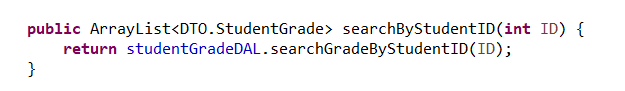 public ArrayList<DTO.StudentGrade> searchByStudentID(int ID) {
    return studentGradeDAL.searchGradeByStudentID(ID);
}